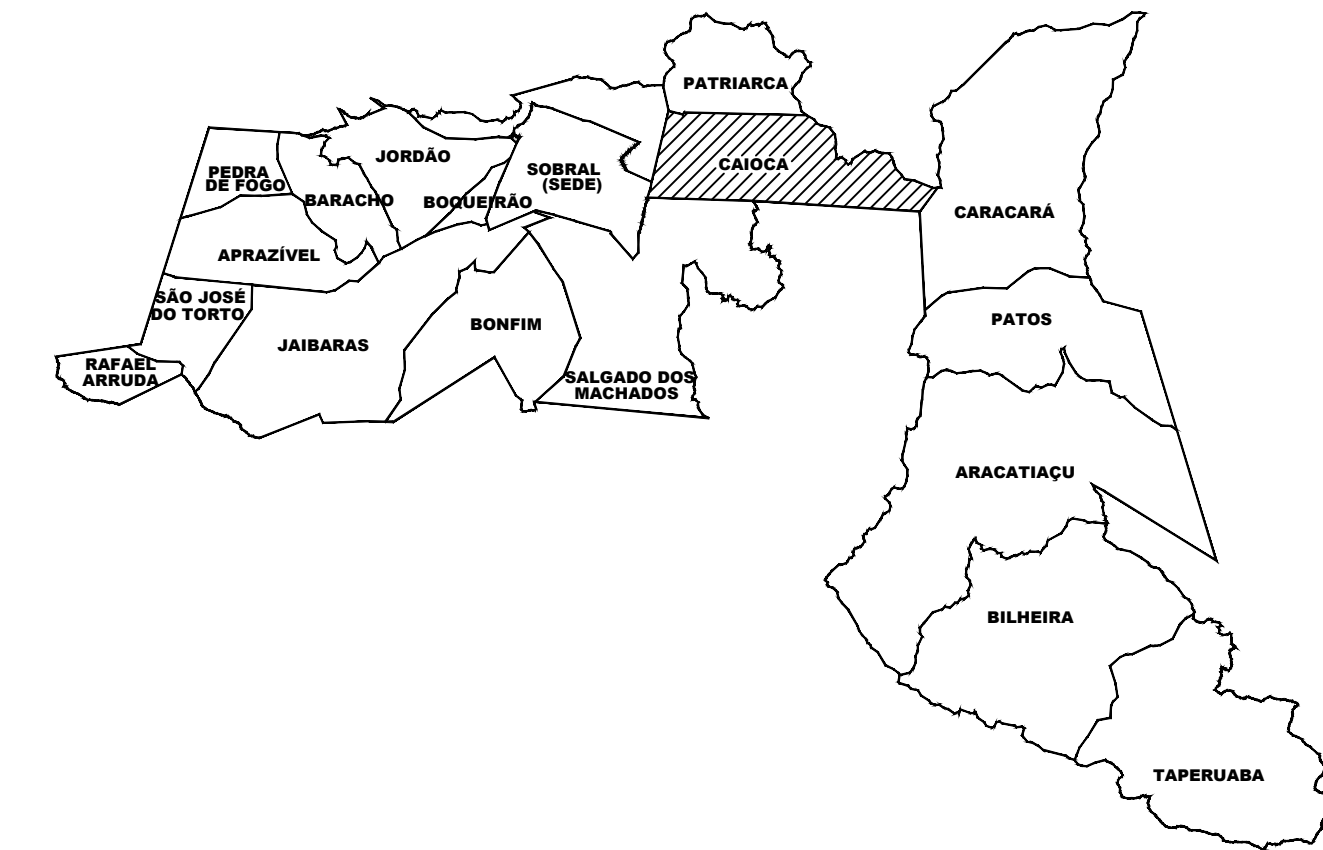 PATRIARCA
CAIOCA
JORDÃO
SOBRAL
(SEDE)
PEDRA
DE FOGO
BARACHO
BOQUEIRÃO
CARACARÁ
APRAZÍVEL
SÃO JOSÉ
DO TORTO
PATOS
BONFIM
JAIBARAS
RAFAEL
ARRUDA
SALGADO DOS
MACHADOS
ARACATIAÇU
BILHEIRA
TAPERUABA